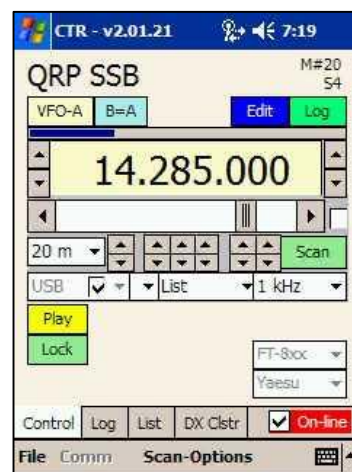 CTR - v2.01.21 7:19
QRP SSB M#20
S4
VFO-A B=A Edit Log
14.285.000
20 m Scan
USB List 1 kHz
Play
Lock
FT-8xx
Yaesu
Control Log List DX Clstr On-line
File Comm Scan-Options